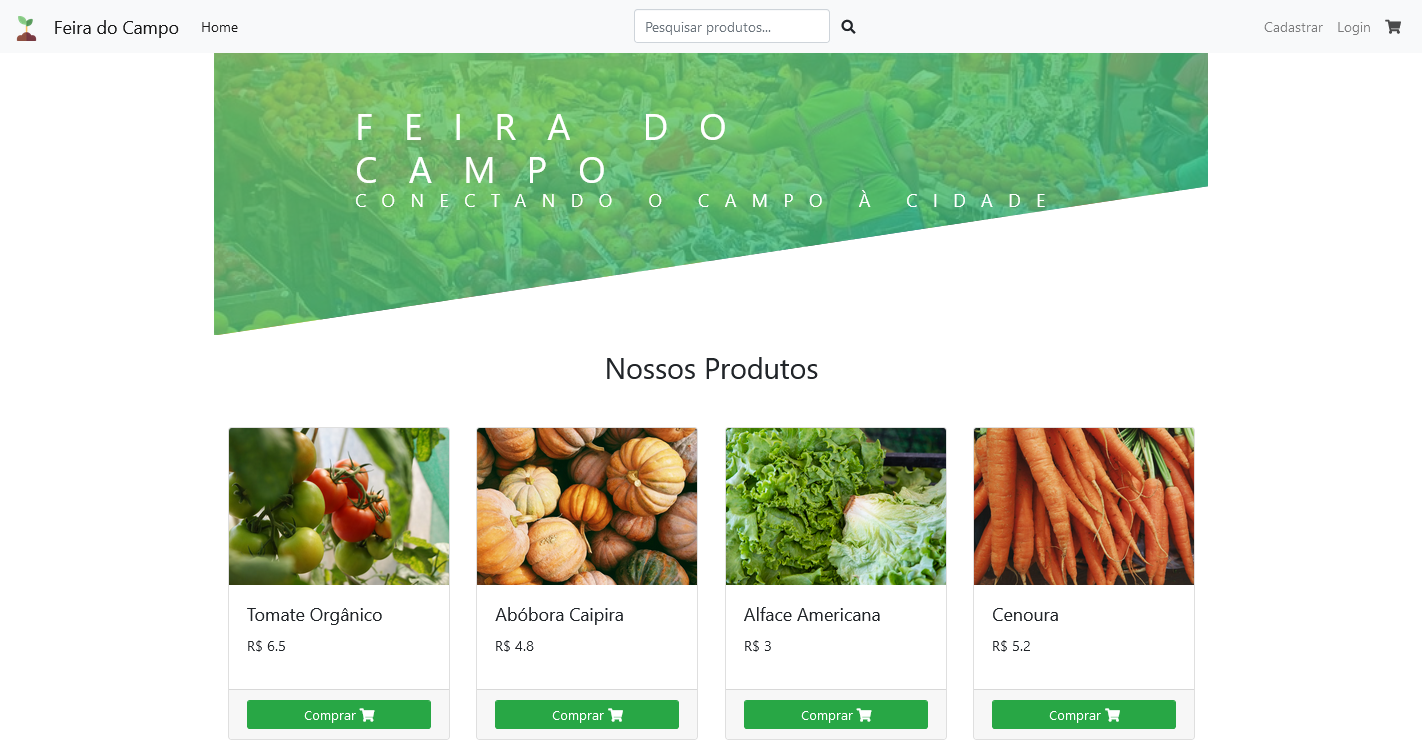 Feira do Campo
Home
Pesquisar produtos...
Cadastrar
Login
FEIRA DO
CAMPO
CONECTANDO O CAMPO À CIDADE
Nossos Produtos
Tomate Orgânico
R$ 6.5
Comprar
Abóbora Caipira
R$ 4.8
Comprar
Alface Americana
R$ 3
Comprar
Cenoura
R$ 5.2
Comprar